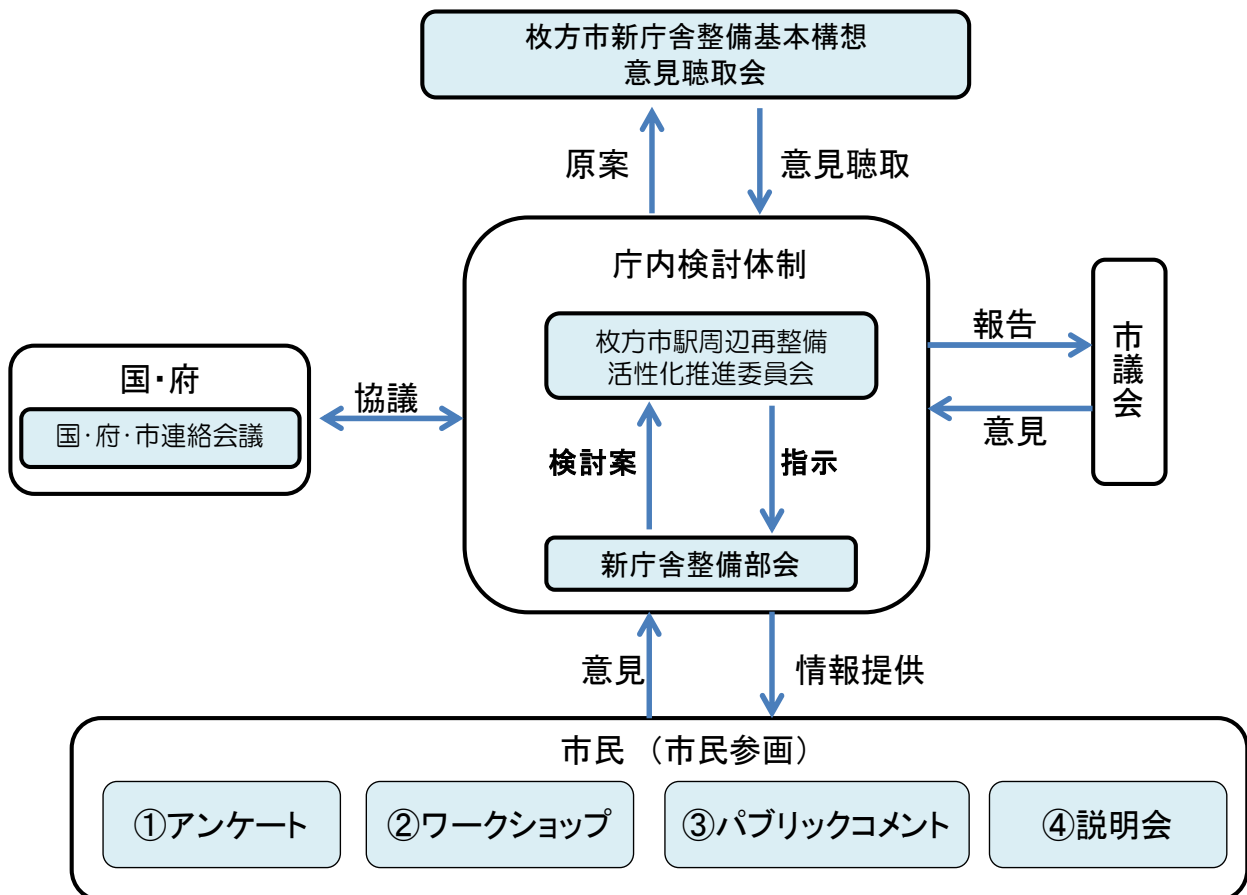 枚方市新庁舎整備基本構想
意見聴取会
原案
意見聴取
庁内検討体制
枚方市駅周辺再整備
活性化推進委員会
検討案
指示
新庁舎整備部会
国・府
国・府・市連絡会議
協議
報告
意見
市議会
意見
情報提供
市民 （市民参画）
①アンケート
②ワークショップ
③パブリックコメント
④説明会